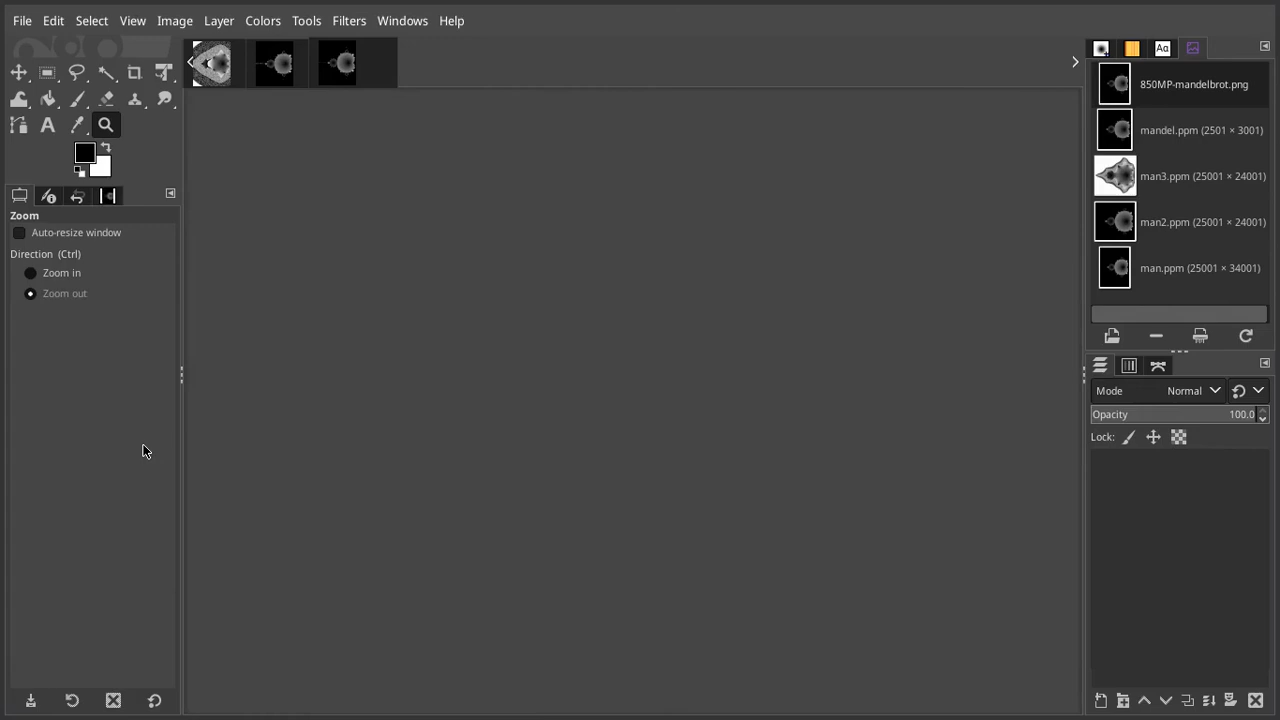 File Edit Select View Image Layer Colors Tools Filters Windows Help
Aa
850MP-mandelbrot.png
mandel.ppm (2501 × 3001)
man3.ppm (25001 × 24001)
man2.ppm (25001 × 24001)
man.ppm (25001 × 34001)
A
Zoom
Auto-resize window
Direction (Ctrl)
Zoom in
Zoom out
Mode Normal
Opacity 100.0
Lock: